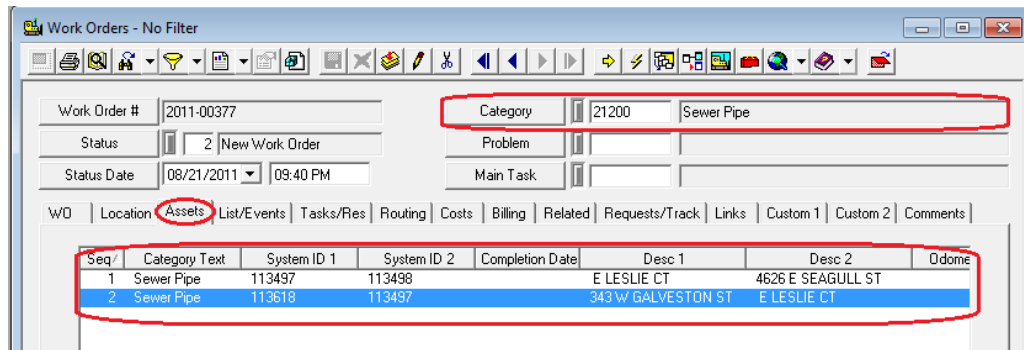 Work Orders - No Filter
Work Order # 2011-00377 Category 21200 Sewer Pipe
Status 2 New Work Order Problem
Status Date 08/21/2011 09:40 PM Main Task
WO Location Assets List/Events Tasks/Res Routing Costs Billing Related Requests/Track Links Custom 1 Custom 2 Comments
Seq Category Text System ID 1 System ID 2 Completion Date Desc 1 Desc 2 Odome
1 Sewer Pipe 113497 113498 E LESLIE CT 4626 E SEAGULL ST
2 Sewer Pipe 113618 113497 343 W GALVESTON ST E LESLIE CT